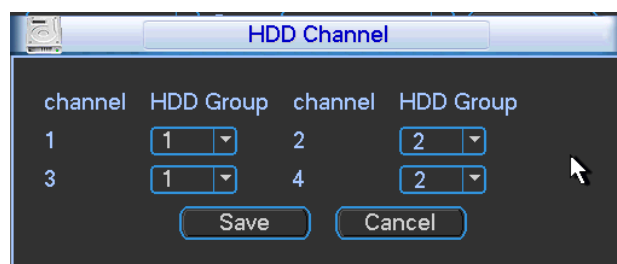 HDD Channel
channel HDD Group channel HDD Group
1 1 2 2
3 1 4 2
Save Cancel